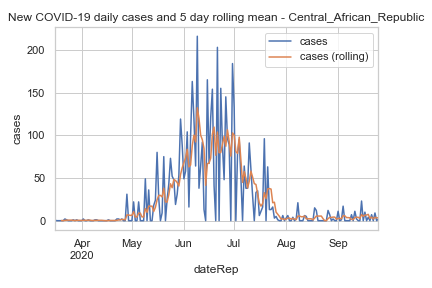 New COVID-19 daily cases and 5 day rolling mean - Central_African_Republic
cases
cases (rolling)
200
150
100
50
0
cases
Apr May Jun Jul Aug Sep
2020
dateRep